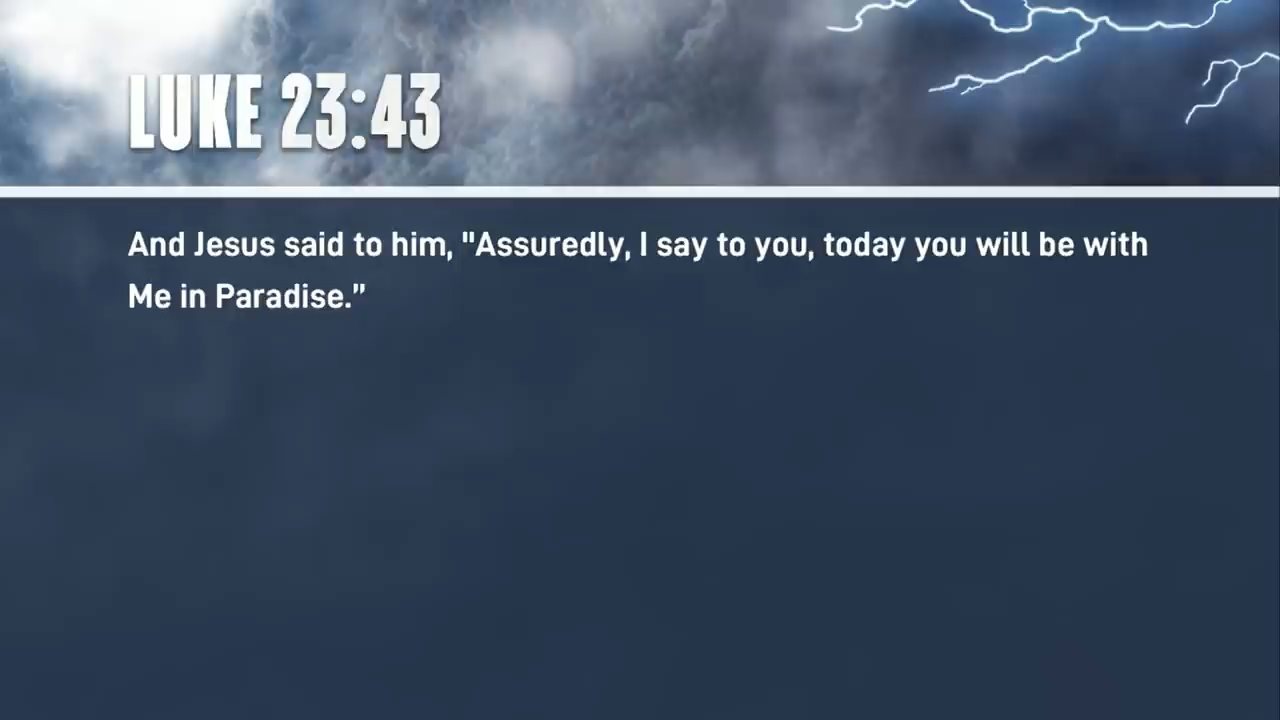 LUKE 23:43
And Jesus said to him, "Assuredly, I say to you, today you will be with
Me in Paradise.”